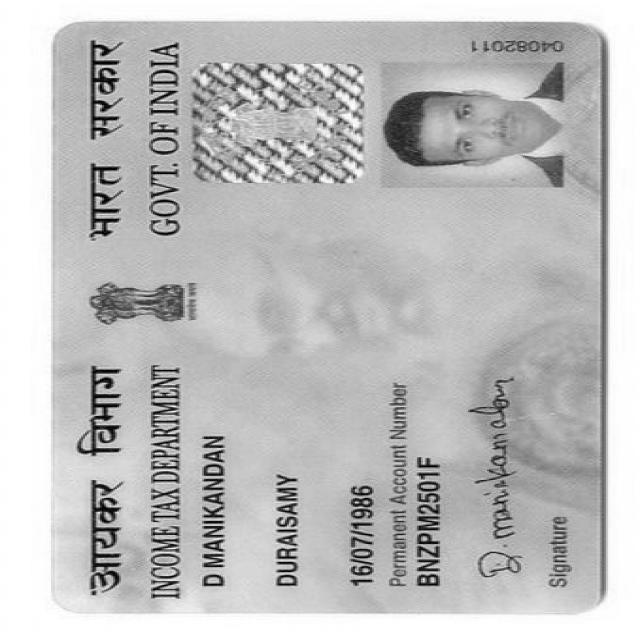 आयकर विभाग
INCOME TAX DEPARTMENT
भारत सरकार
GOVT. OF INDIA
D MANIKANDAN
DURAISAMY
16/07/1986
Permanent Account Number
BNZPM2501F
D. Manikandan
Signature
04082011